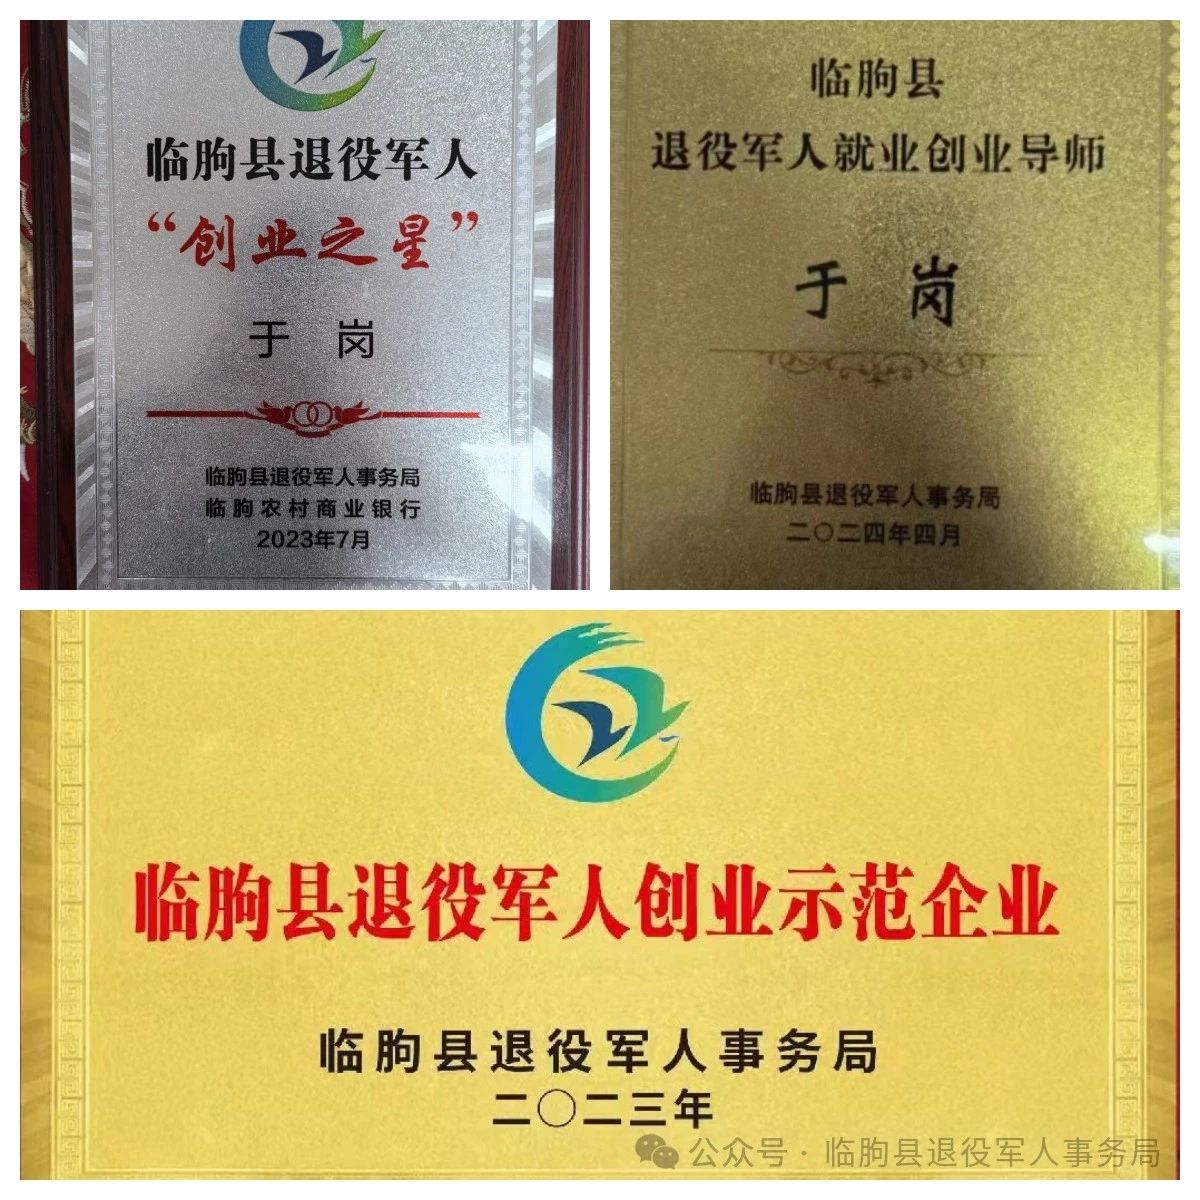 临朐县退役军人
“创业之星”
于 岗
临朐县退役军人事务局
临朐农村商业银行
2023年7月
临朐县
退役军人就业创业导师
于 岗
临朐县退役军人事务局
二〇二四年四月
临朐县退役军人创业示范企业
临朐县退役军人事务局
二〇二三年
公众号·临朐县退役军人事务局